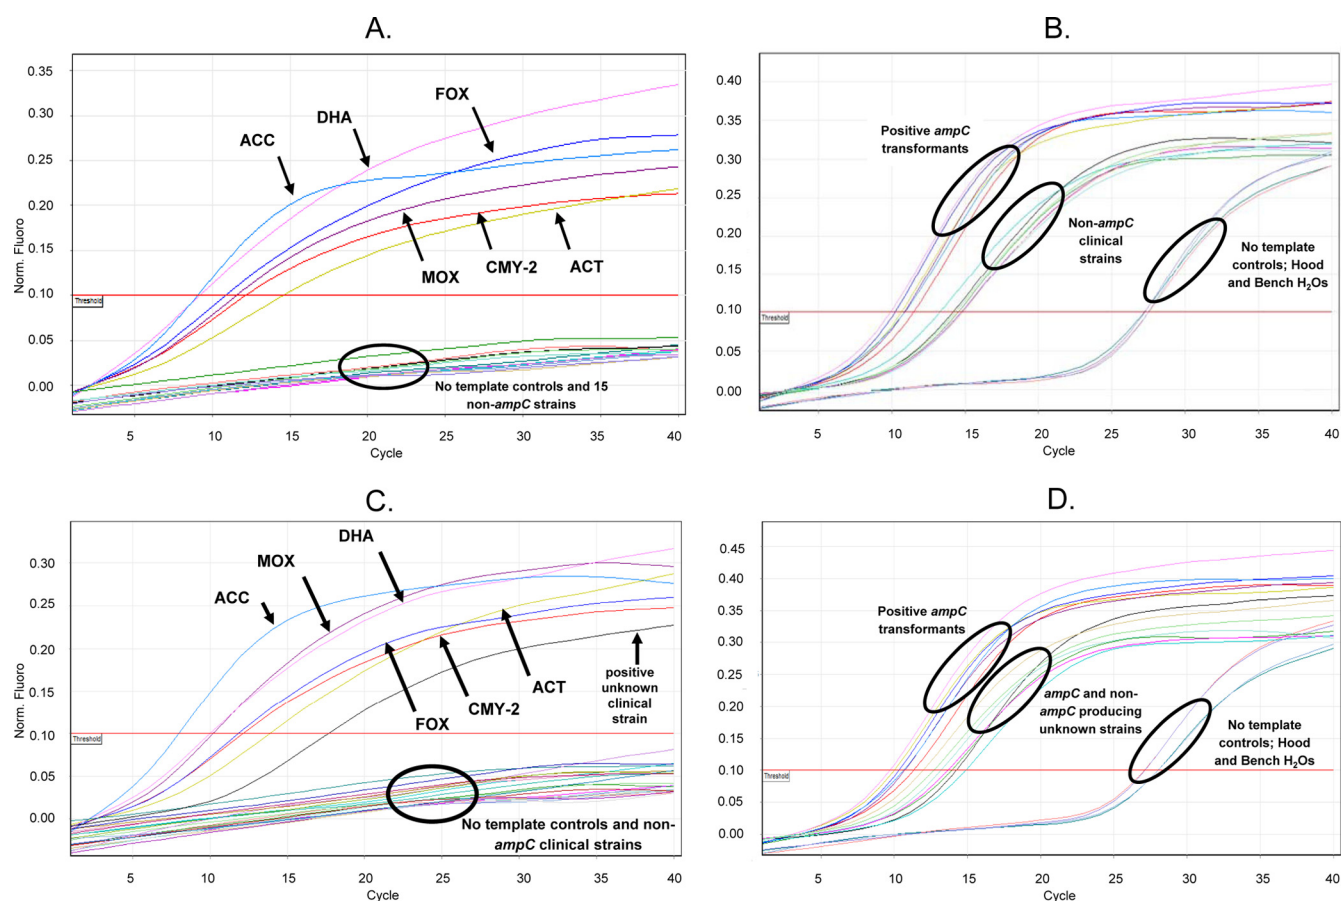 A.
0.35
0.30
0.25
0.20
0.15
0.10
0.05
0.00
Norm. Fluoro
Threshold
ACC
DHA
FOX
MOX
CMY-2
ACT
No template controls and 15
non-ampC strains
5
10
15
20
25
30
35
40
Cycle
B.
0.40
0.35
0.30
0.25
0.20
0.15
0.10
0.05
0.00
Threshold
Positive ampC
transformants
Non-ampC
clinical
strains
No template
controls; Hood
and Bench H₂Os
5
10
15
20
25
30
35
40
Cycle
C.
0.30
0.25
0.20
0.15
0.10
0.05
0.00
Norm. Fluoro
Threshold
ACC
MOX
DHA
FOX
CMY-2
ACT
positive
unknown
clinical
strain
No template controls and non-
ampC clinical strains
5
10
15
20
25
30
35
40
Cycle
D.
0.45
0.40
0.35
0.30
0.25
0.20
0.15
0.10
0.05
0.00
Threshold
Positive ampC
transformants
ampC and non-
ampC producing
unknown strains
No template
controls; Hood
and Bench H₂Os
5
10
15
20
25
30
35
40
Cycle